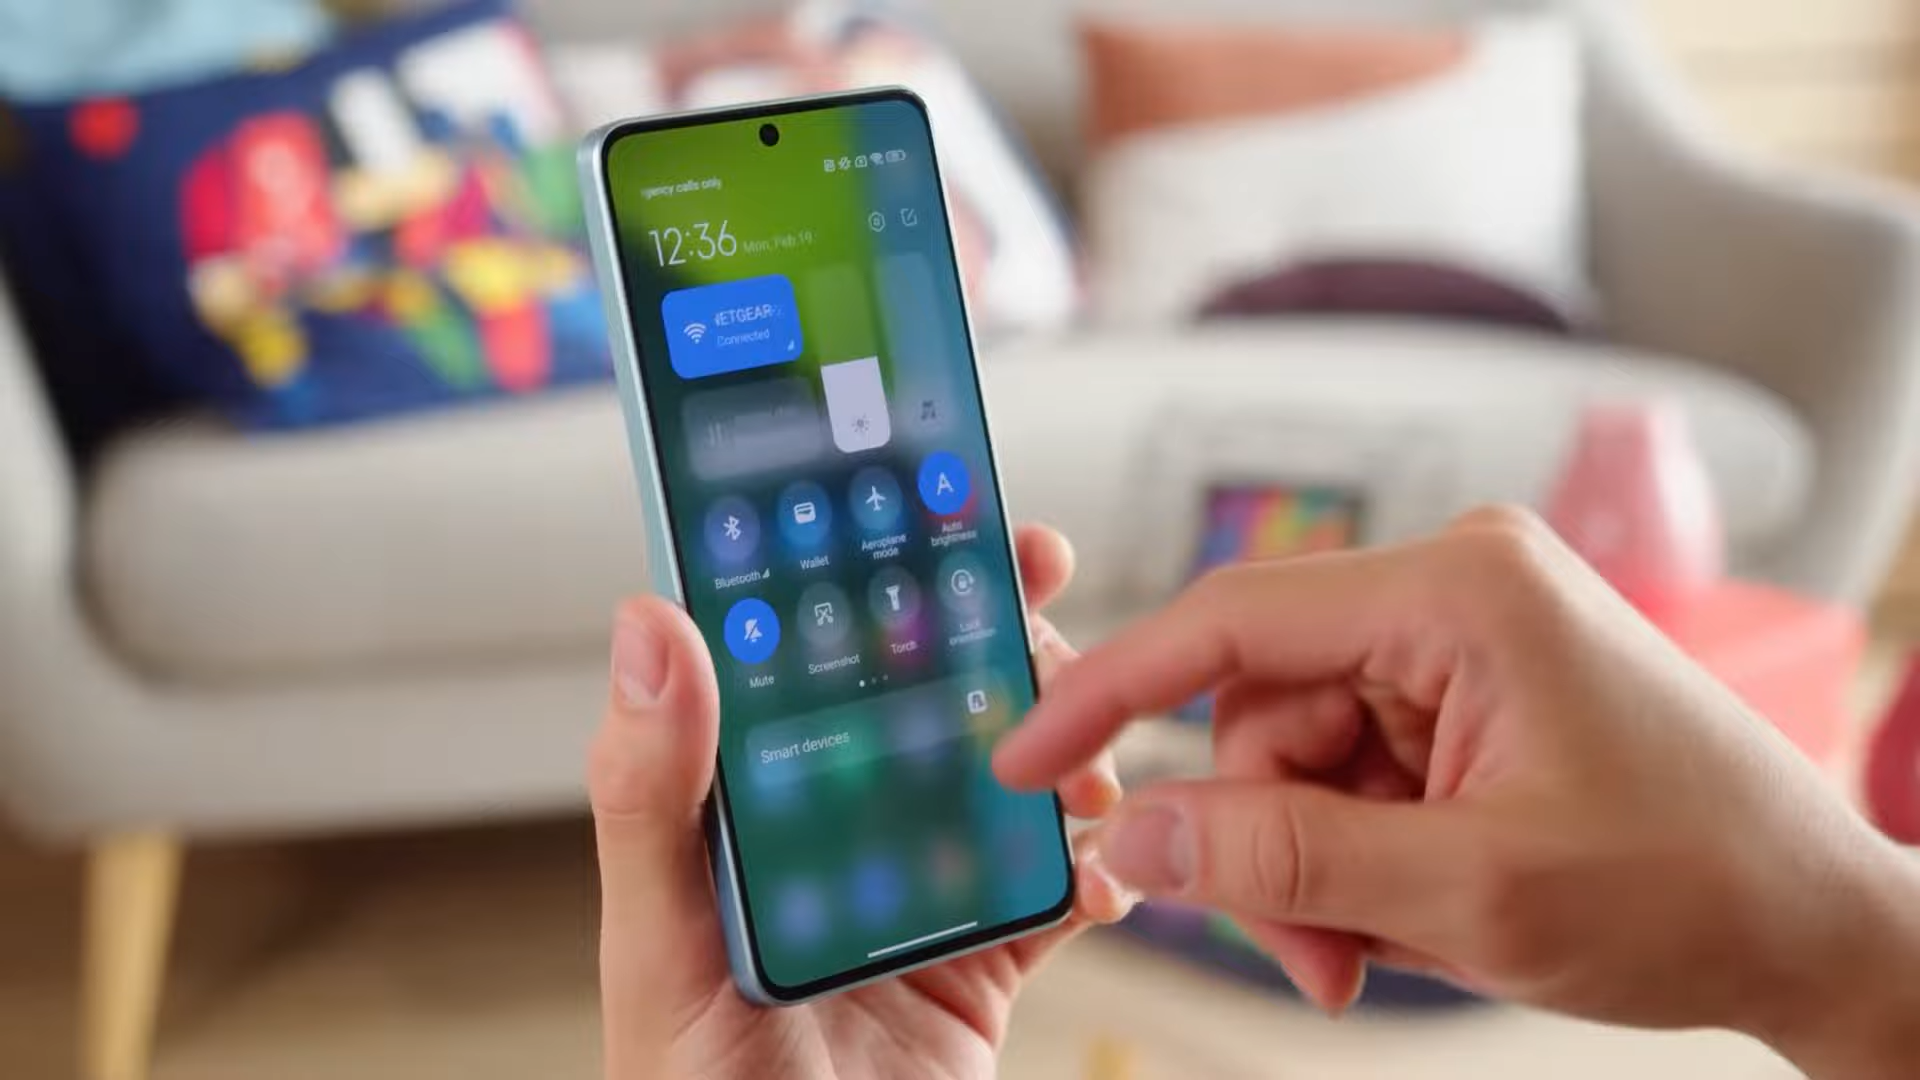 gency calls only
12:36 Mon, Feb 19
NETGEAR-
Connected
Bluetooth
Wallet
Aeroplane
mode
Auto
brightness
Mute
Screenshot
Torch
Lock
orientation
Smart devices